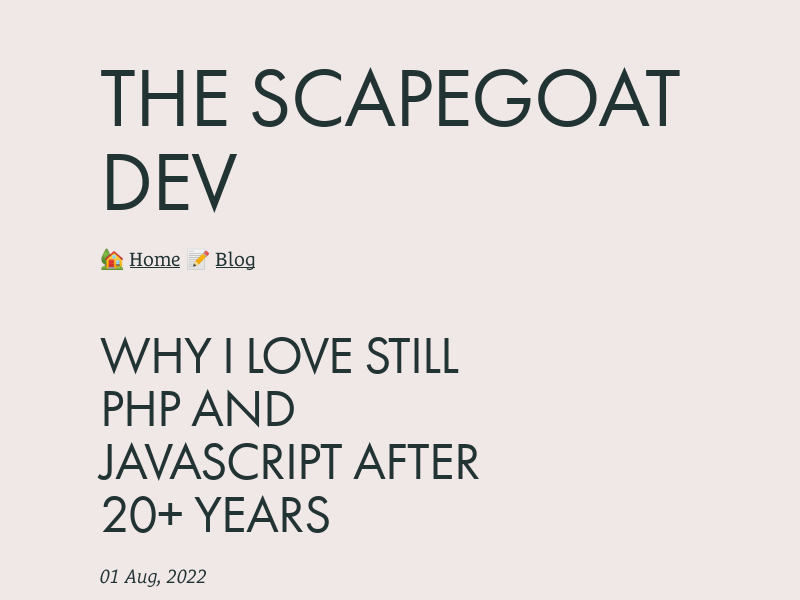 THE SCAPEGOAT
DEV
🏡 Home 📝 Blog
WHY I LOVE STILL
PHP AND
JAVASCRIPT AFTER
20+ YEARS
01 Aug, 2022